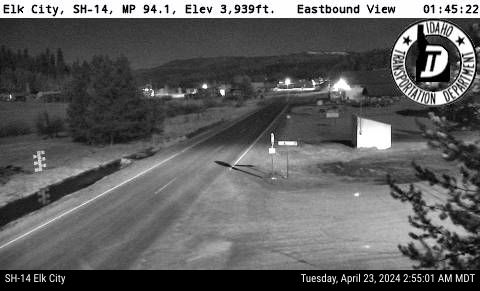 Elk City, SH-14, MP 94.1, Elev 3,939ft. Eastbound View 01:45:22
IDAHO
TRANSPORTATION DEPARTMENT
SH-14 Elk City Tuesday, April 23, 2024 2:55:01 AM MDT